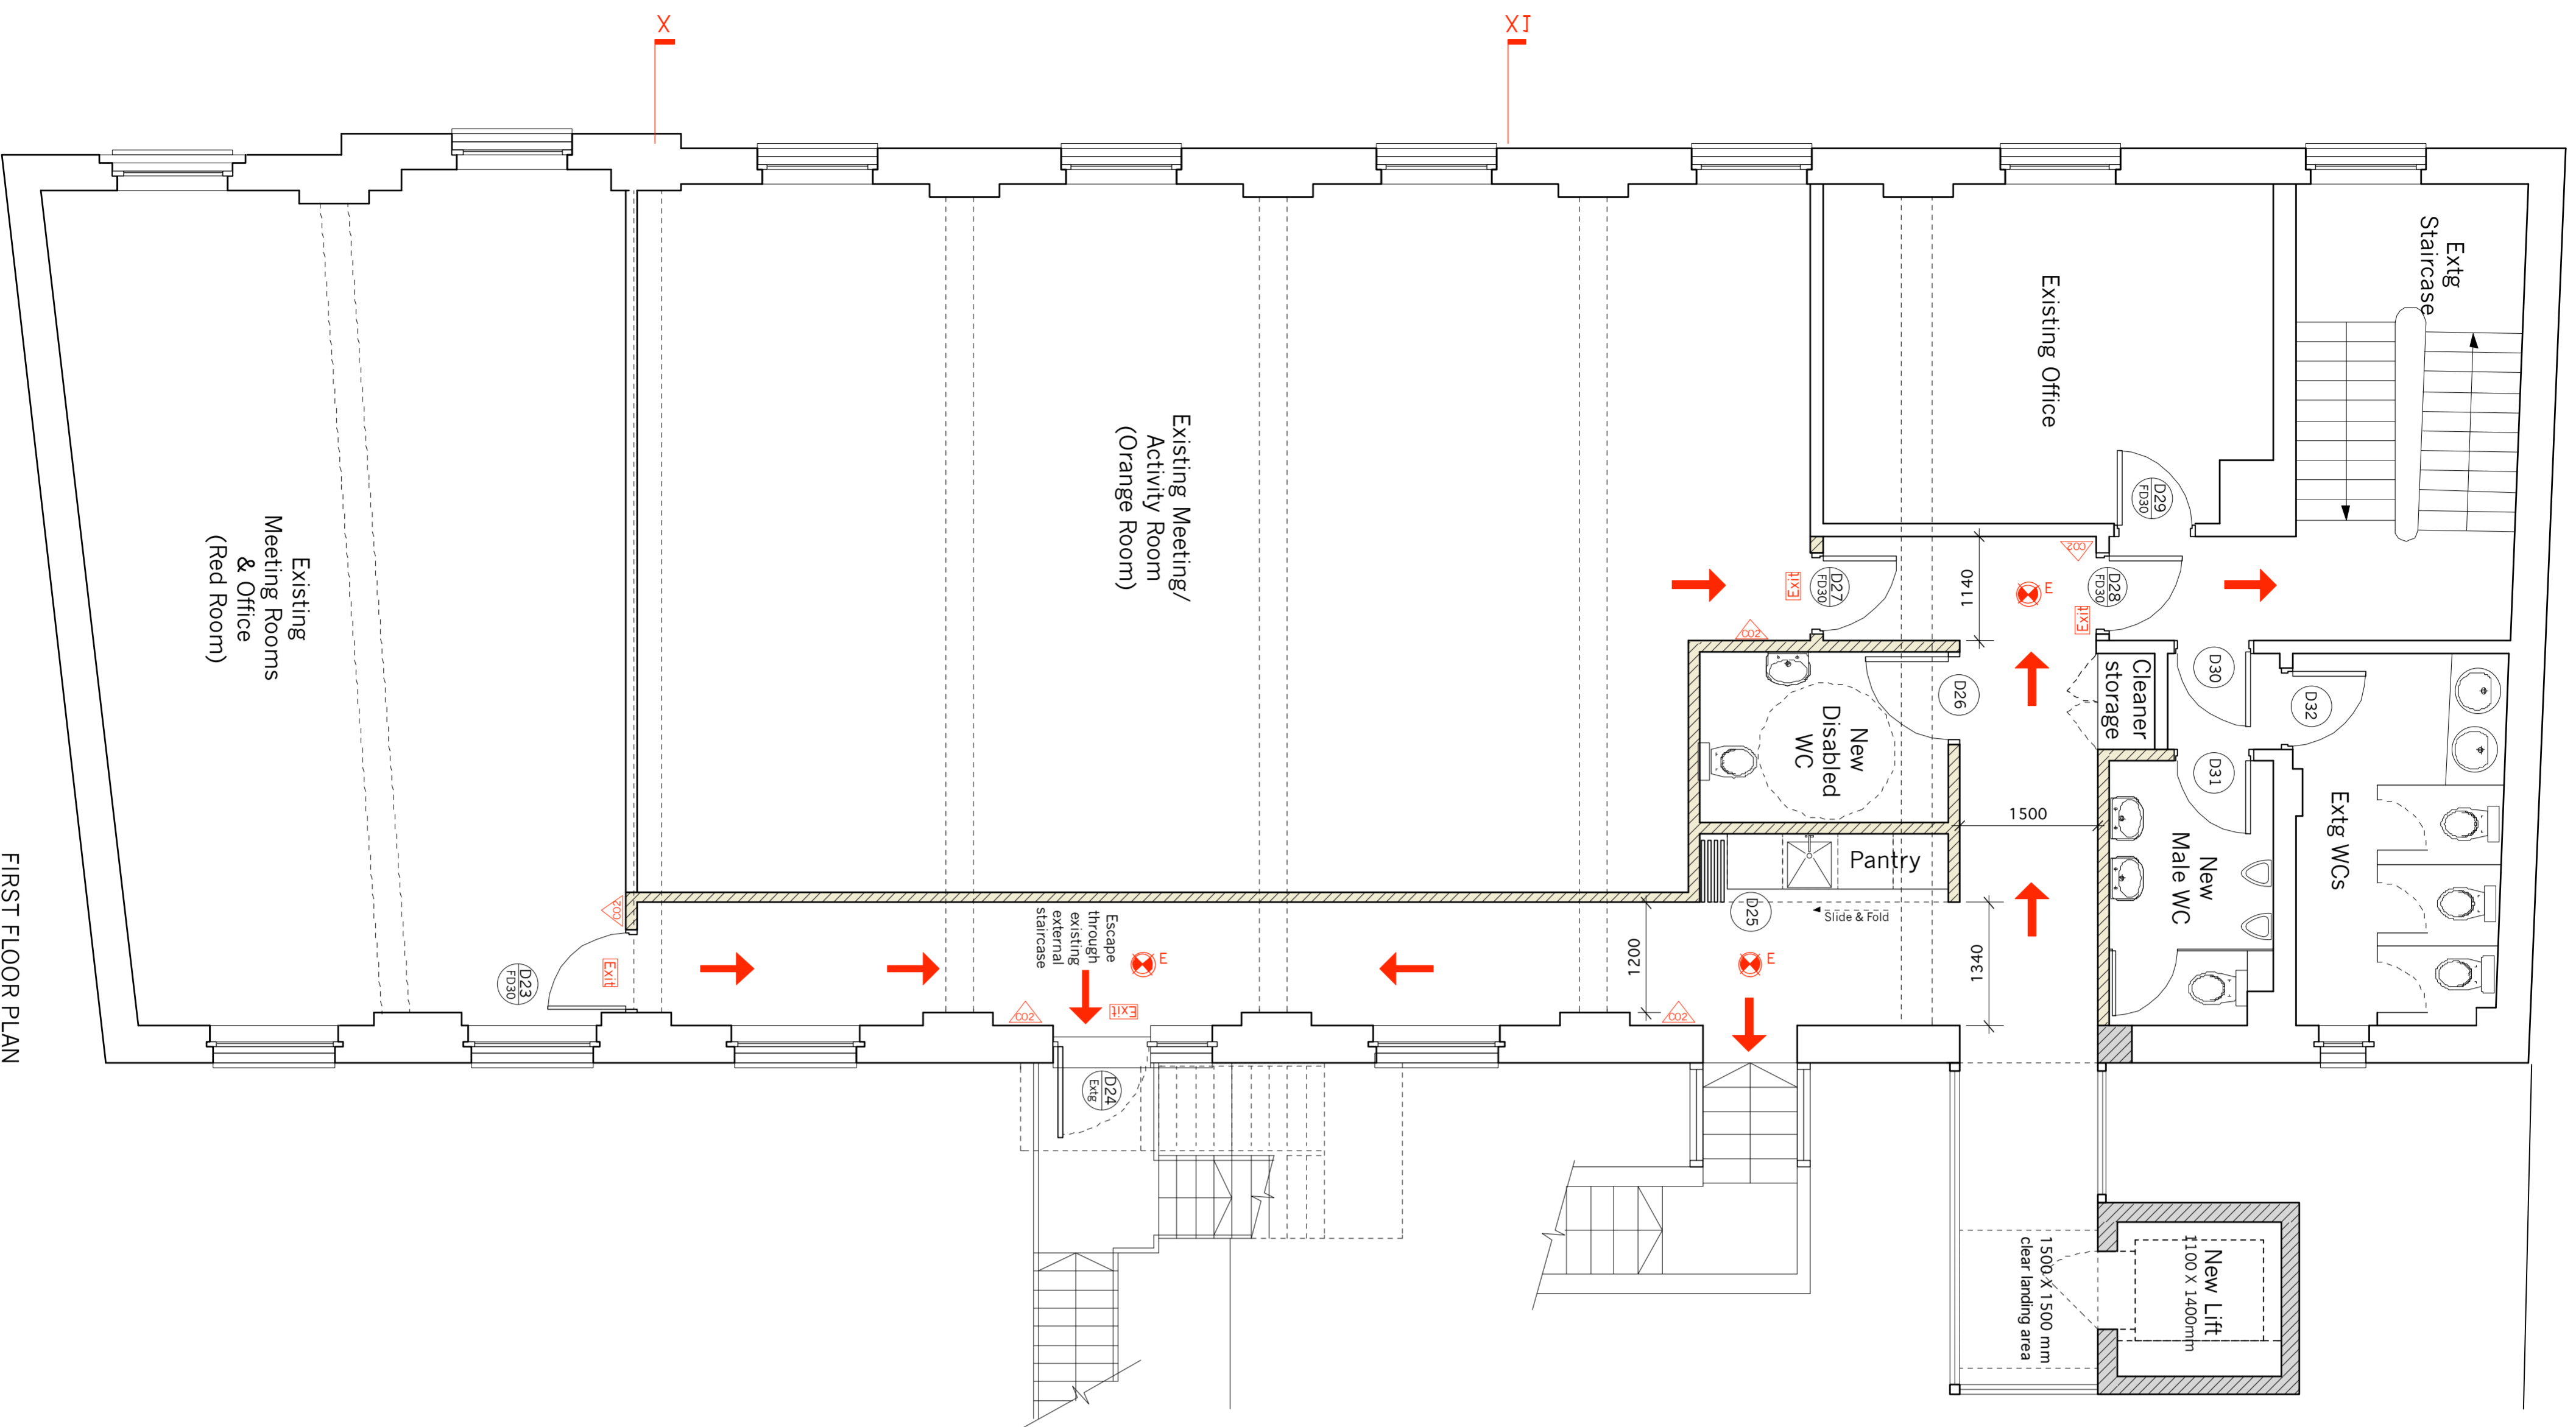 X
X1
Extg
Staircase
Existing Office
D29
FD30
CO2
E
D28
FD30
Exit
1140
D27
FD30
Exit
CO2
Existing Meeting/
Activity Room
(Orange Room)
Existing
Meeting Rooms
& Office
(Red Room)
New
Disabled
WC
D26
Cleaner
storage
D30
D32
D31
Extg WCs
New
Male WC
1500
Pantry
D25
Slide & Fold
1340
1200
E
CO2
Escape
through
existing
external
staircase
E
Exit
CO2
D24
Extg
CO2
Exit
D23
FD30
New Lift
1100 X 1400mm
1500 X 1500 mm
clear landing area
FIRST FLOOR PLAN